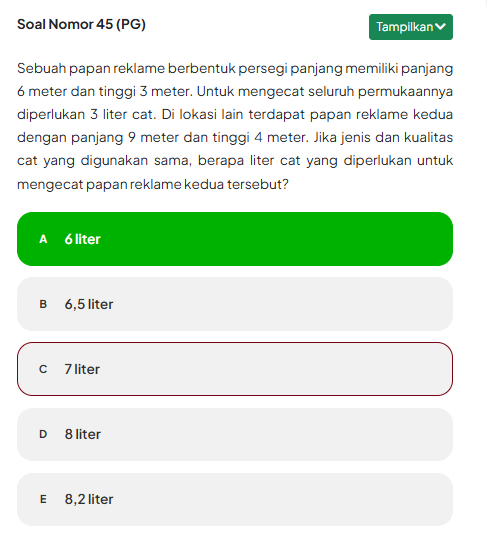 Soal Nomor 45 (PG)
Tampilkan
Sebuah papan reklame berbentuk persegi panjang memiliki panjang
6 meter dan tinggi 3 meter. Untuk mengecat seluruh permukaannya
diperlukan 3 liter cat. Di lokasi lain terdapat papan reklame kedua
dengan panjang 9 meter dan tinggi 4 meter. Jika jenis dan kualitas
cat yang digunakan sama, berapa liter cat yang diperlukan untuk
mengecat papan reklame kedua tersebut?
A 6 liter
B 6,5 liter
C 7 liter
D 8 liter
E 8,2 liter